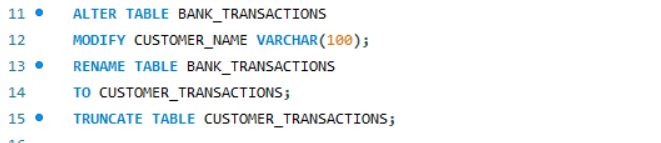 11 ALTER TABLE BANK_TRANSACTIONS
12 MODIFY CUSTOMER_NAME VARCHAR(100);
13 RENAME TABLE BANK_TRANSACTIONS
14 TO CUSTOMER_TRANSACTIONS;
15 TRUNCATE TABLE CUSTOMER_TRANSACTIONS;